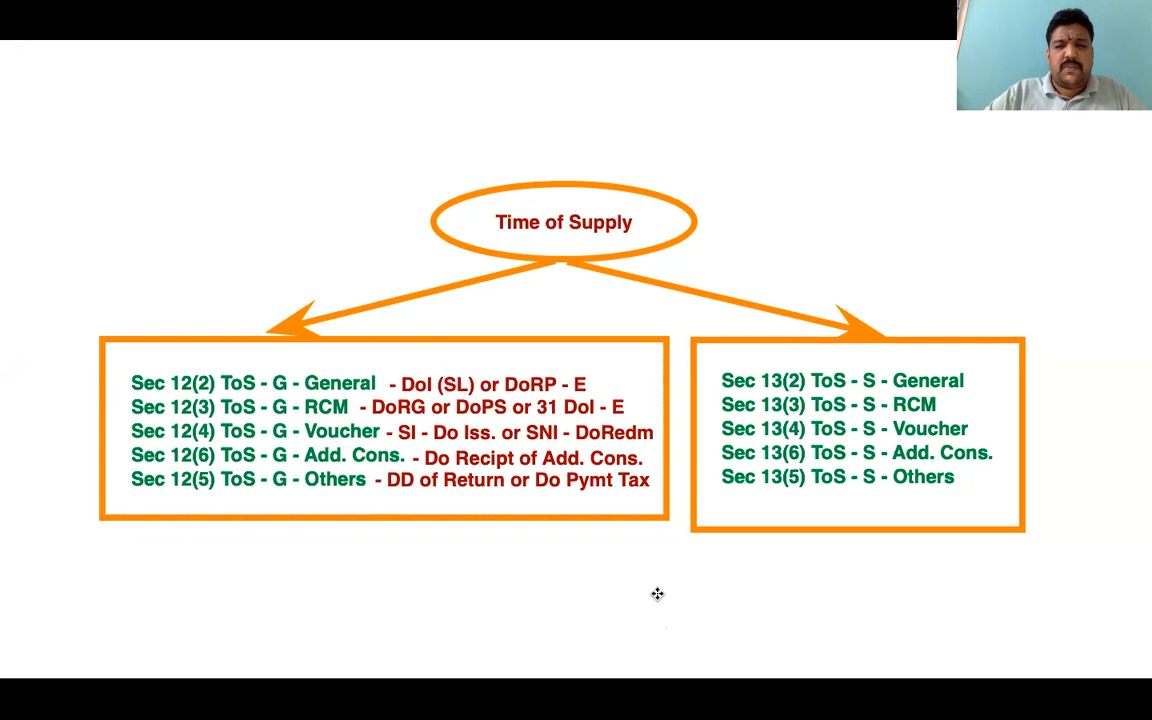 Time of Supply
Sec 12(2) ToS - G - General - DoI (SL) or DoRP - E
Sec 12(3) ToS - G - RCM - DoRG or DoPS or 31 DoI - E
Sec 12(4) ToS - G - Voucher - SI - Do Iss. or SNI - DoRedm
Sec 12(6) ToS - G - Add. Cons. - Do Recipt of Add. Cons.
Sec 12(5) ToS - G - Others - DD of Return or Do Pymt Tax
Sec 13(2) ToS - S - General
Sec 13(3) ToS - S - RCM
Sec 13(4) ToS - S - Voucher
Sec 13(6) ToS - S - Add. Cons.
Sec 13(5) ToS - S - Others